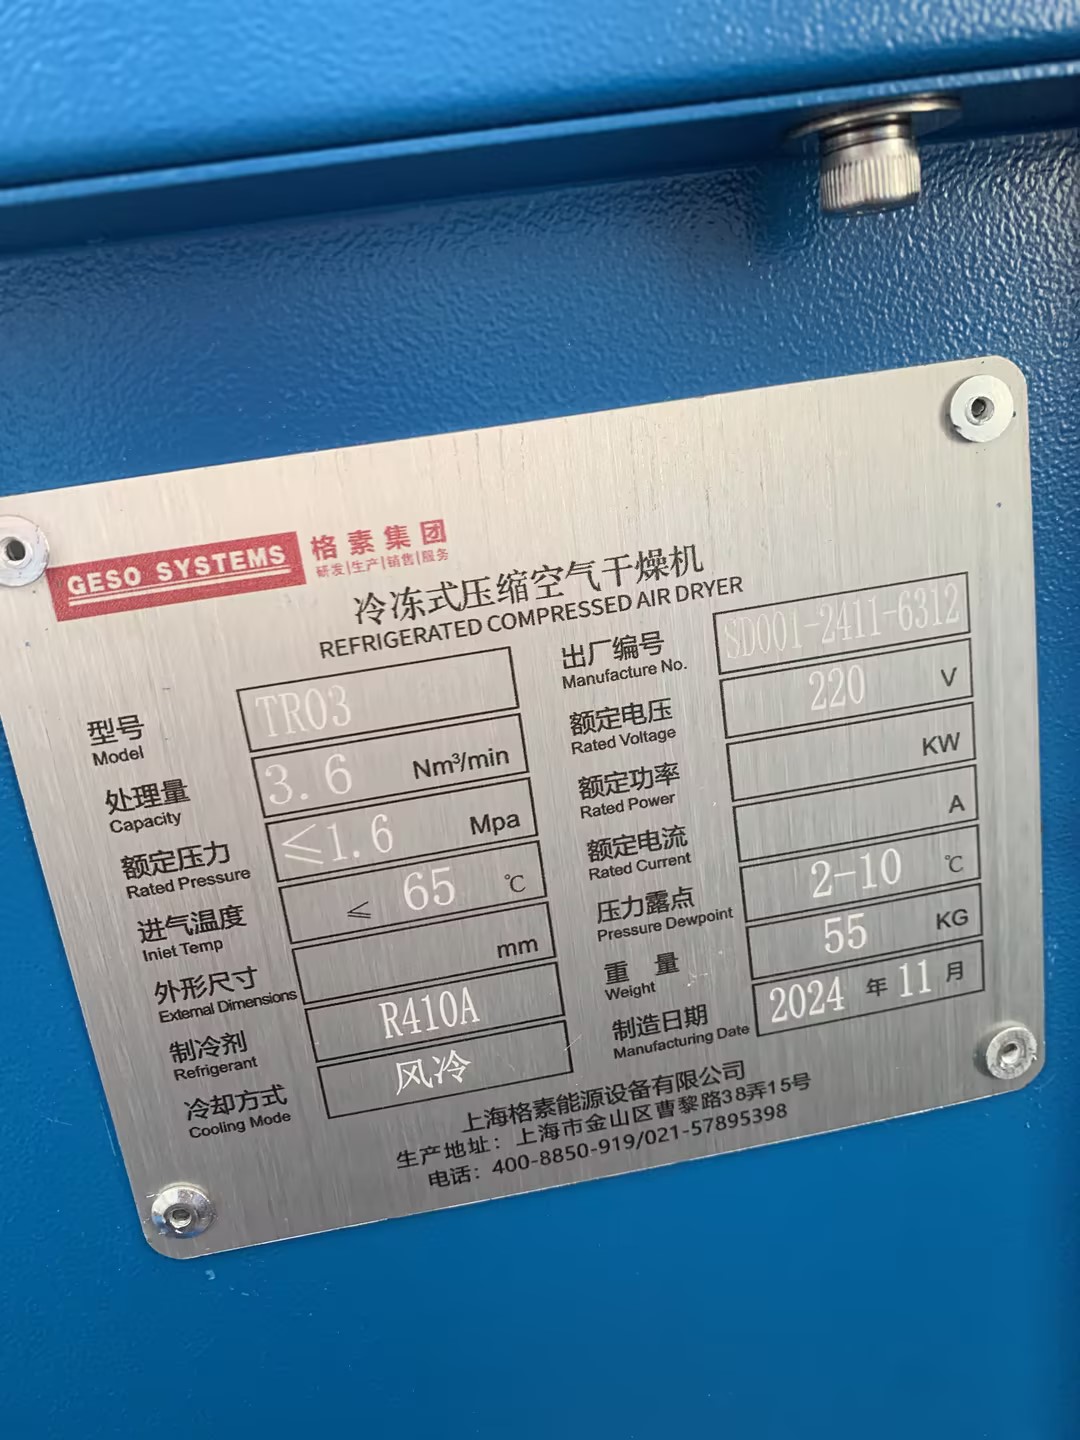 GESO SYSTEMS 格素集团
研发|生产|销售|服务
冷冻式压缩空气干燥机
REFRIGERATED COMPRESSED AIR DRYER
型号 TR03
Model
处理量 3.6 Nm³/min
Capacity
额定压力 ≤1.6 Mpa
Rated Pressure
进气温度 ≤ 65 ℃
Iniet Temp
外形尺寸 mm
External Dimensions
制冷剂 R410A
Refrigerant
冷却方式 风冷
Cooling Mode
出厂编号 SD001-2411-6312
Manufacture No.
额定电压 220 V
Rated Voltage
额定功率 KW
Rated Power
额定电流 A
Rated Current
压力露点 2-10 ℃
Pressure Dewpoint
重 量 55 KG
Weight
制造日期 2024 年 11 月
Manufacturing Date
上海格素能源设备有限公司
生产地址：上海市金山区曹黎路38弄15号
电话：400-8850-919/021-57895398